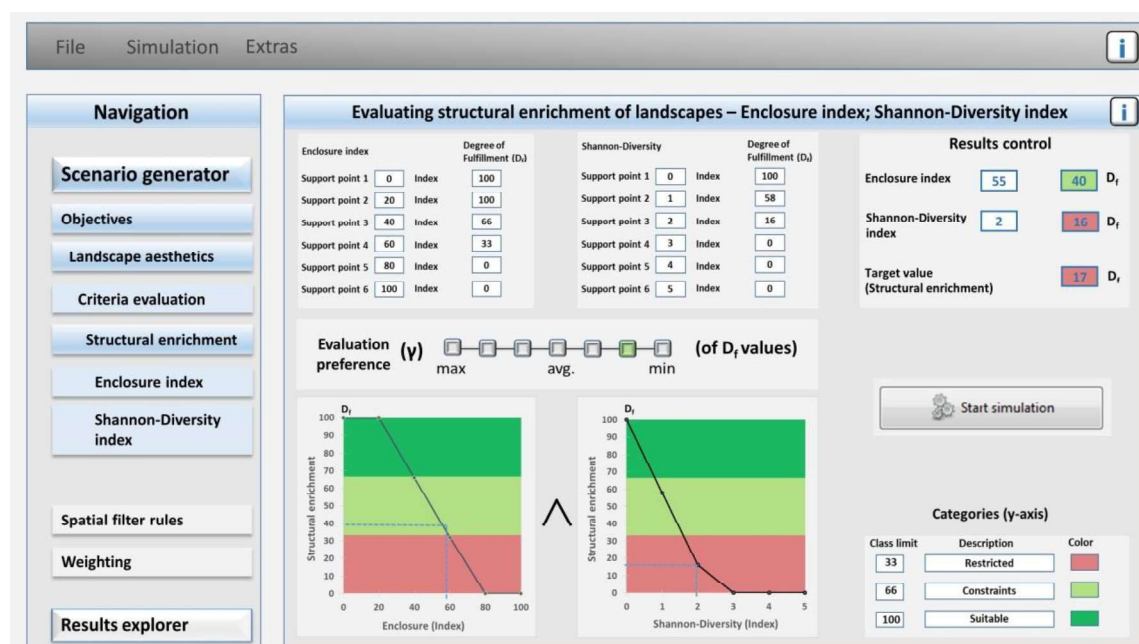 File Simulation Extras i
Navigation
Scenario generator
Objectives
Landscape aesthetics
Criteria evaluation
Structural enrichment
Enclosure index
Shannon-Diversity
index
Spatial filter rules
Weighting
Results explorer
Evaluating structural enrichment of landscapes – Enclosure index; Shannon-Diversity index i
Enclosure index Degree of
Fulfillment (Df)
Support point 1 0 Index 100
Support point 2 20 Index 100
Support point 3 40 Index 66
Support point 4 60 Index 33
Support point 5 80 Index 0
Support point 6 100 Index 0
Shannon-Diversity Degree of
Fulfillment (Df)
Support point 1 0 Index 100
Support point 2 1 Index 58
Support point 3 2 Index 16
Support point 4 3 Index 0
Support point 5 4 Index 0
Support point 6 5 Index 0
Results control
Enclosure index 55 40 Df
Shannon-Diversity
index 2 16 Df
Target value
(Structural enrichment) 17 Df
Evaluation
preference (γ) (of Df values)
max avg. min
Df
100
90
80
70
60
50
40
30
20
10
0
Structural enrichment
0 20 40 60 80 100
Enclosure (Index)
∧
Df
100
90
80
70
60
50
40
30
20
10
0
Structural enrichment
0 1 2 3 4 5
Shannon-Diversity (Index)
Start simulation
Categories (y-axis)
Class limit Description Color
33 Restricted
66 Constraints
100 Suitable